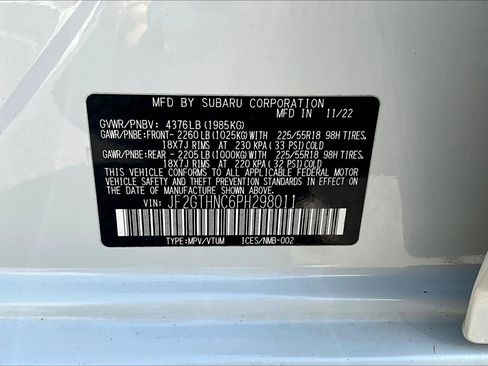 MFD BY SUBARU CORPORATION
MFD IN 11/22
GVWR/PNBV: 4376LB(1985KG)
GAWR/PNBE:FRONT- 2260LB(1025KG)WITH 225/55R18 98H TIRES,
18X7J RIMS AT 230 KPA(33 PSI)COLD
GAWR/PNBE:REAR - 2205LB(1000KG)WITH 225/55R18 98H TIRES,
18X7J RIMS AT 220 KPA(32 PSI)COLD
THIS VEHICLE CONFORMS TO ALL APPLICABLE FEDERAL MOTOR
VEHICLE SAFETY AND BUMPER STANDARDS IN EFFECT ON THE
DATE OF MANUFACTURE SHOWN ABOVE.
VIN: JF2GTHNC6PH298011
TYPE:MPV/VTUM ICES/NMB-002